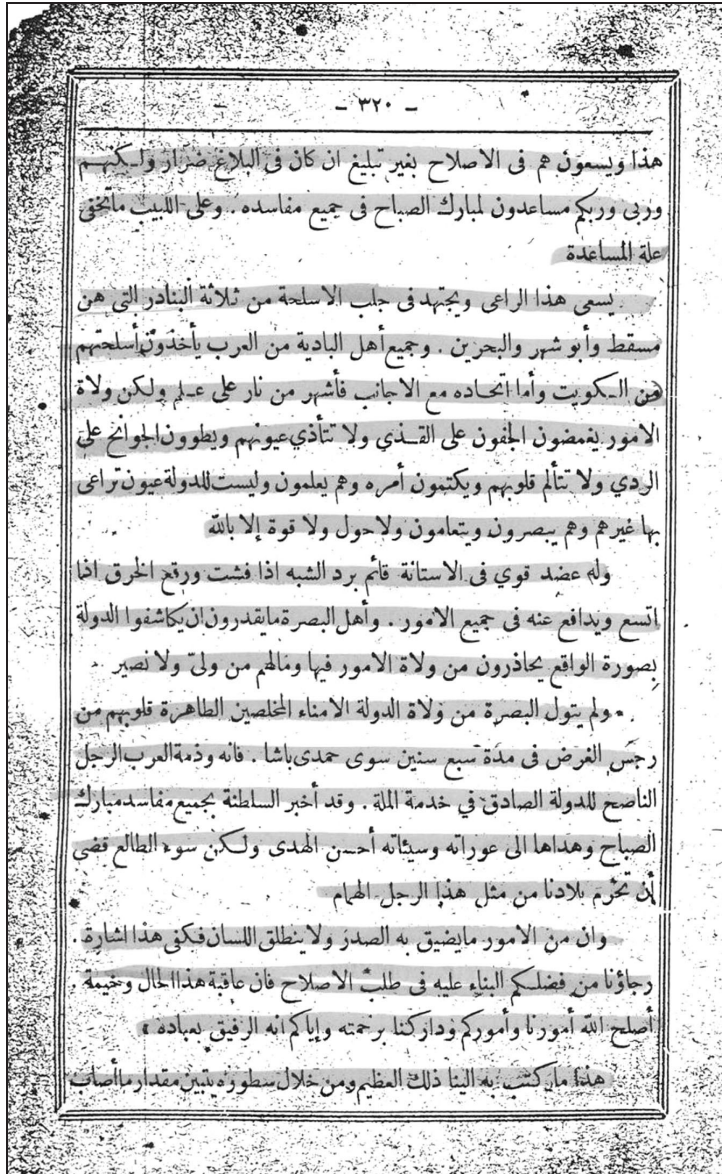 - ٣٢٠ -
هذا ويسعون هم فى الاصلاح بغير تبليغ ان كان فى البلاغ ضرار ولكنهم
وربى وربكم مساعدون لمبارك الصباح فى جميع مفاسده . وعلى اللبيب ماتخفى
علة المساعدة
يسعى هذا الراعى ويجتهد فى جلب الاسلحة من ثلاثة البنادر التى هن
مسقط وأبو شهر والبحرين . وجميع أهل البادية من العرب يأخذون أسلحتهم
من الكويت وأما اتحاده مع الاجانب فأشهر من نار على علم ولكن ولاة
الامور يغمضون الجفون على القذي ولا تتأذي عيونهم ويطوون الجوانح على
الردي ولا تتألم قلوبهم ويكتمون أمره وهم يعلمون وليست للدولة عيون تراعى
بها غيرهم وهم يبصرون ويتعامون ولا حول ولا قوة إلا بالله
وله عضد قوي فى الاستانة قائم برد الشبه اذا فشت ورقع الخرق اذا
اتسع ويدافع عنه فى جميع الامور . وأهل البصرة مايقدرون ان يكاشفوا الدولة
بصورة الواقع يحاذرون من ولاة الامور فيها ومالهم من ولىّ ولا نصير
ولم يتول البصرة من ولاة الدولة الامناء المخلصين الطاهرة قلوبهم من
رجس الغرض فى مدة سبع سنين سوى حمدى باشا . فانه وذمة العرب الرجل
الناصح للدولة الصادق في خدمة الملة . وقد أخبر السلطنة بجميع مفاسد مبارك
الصباح وهداها الى عوراته وسيئاته أحسن الهدى ولكن سوء الطالع قضى
أن تحرم بلادنا من مثل هذا الرجل الهمام
وان من الامور مايضيق به الصدر ولا ينطلق اللسان فكفى هذا اشارة .
رجاؤنا من فضلكم البناء عليه فى طلب الاصلاح فان عاقبة هذا الحال وخيمة .
أصلح الله أمورنا وأموركم وداركنا برحمته وإياكم انه الرفيق بعباده
هذا ماكتب به الينا ذلك العظيم ومن خلال سطوره يتبين مقدار ماأصاب